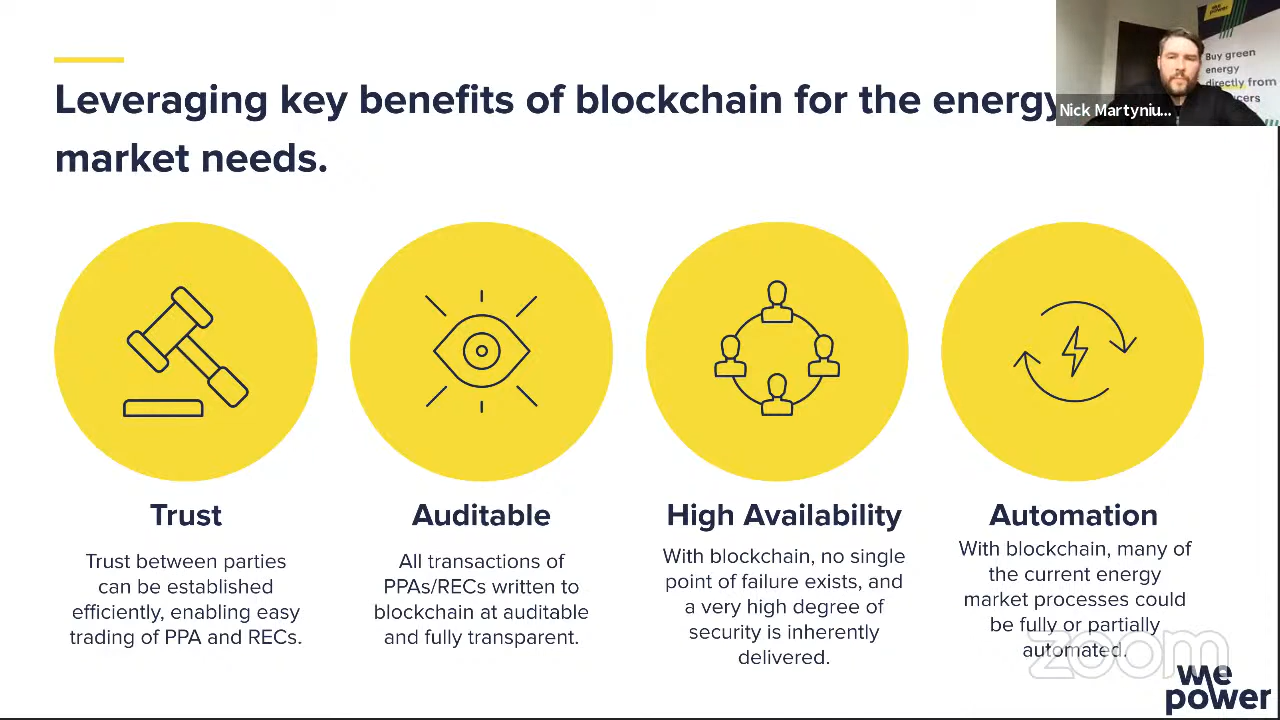 Leveraging key benefits of blockchain for the energy
market needs.
we
power
Buy green
energy
directly from
Nick Martyniu...
Trust
Trust between parties
can be established
efficiently, enabling easy
trading of PPA and RECs.
Auditable
All transactions of
PPAs/RECs written to
blockchain at auditable
and fully transparent.
High Availability
With blockchain, no single
point of failure exists, and
a very high degree of
security is inherently
delivered.
Automation
With blockchain, many of
the current energy
market processes could
be fully or partially
automated.
zoom
we
power